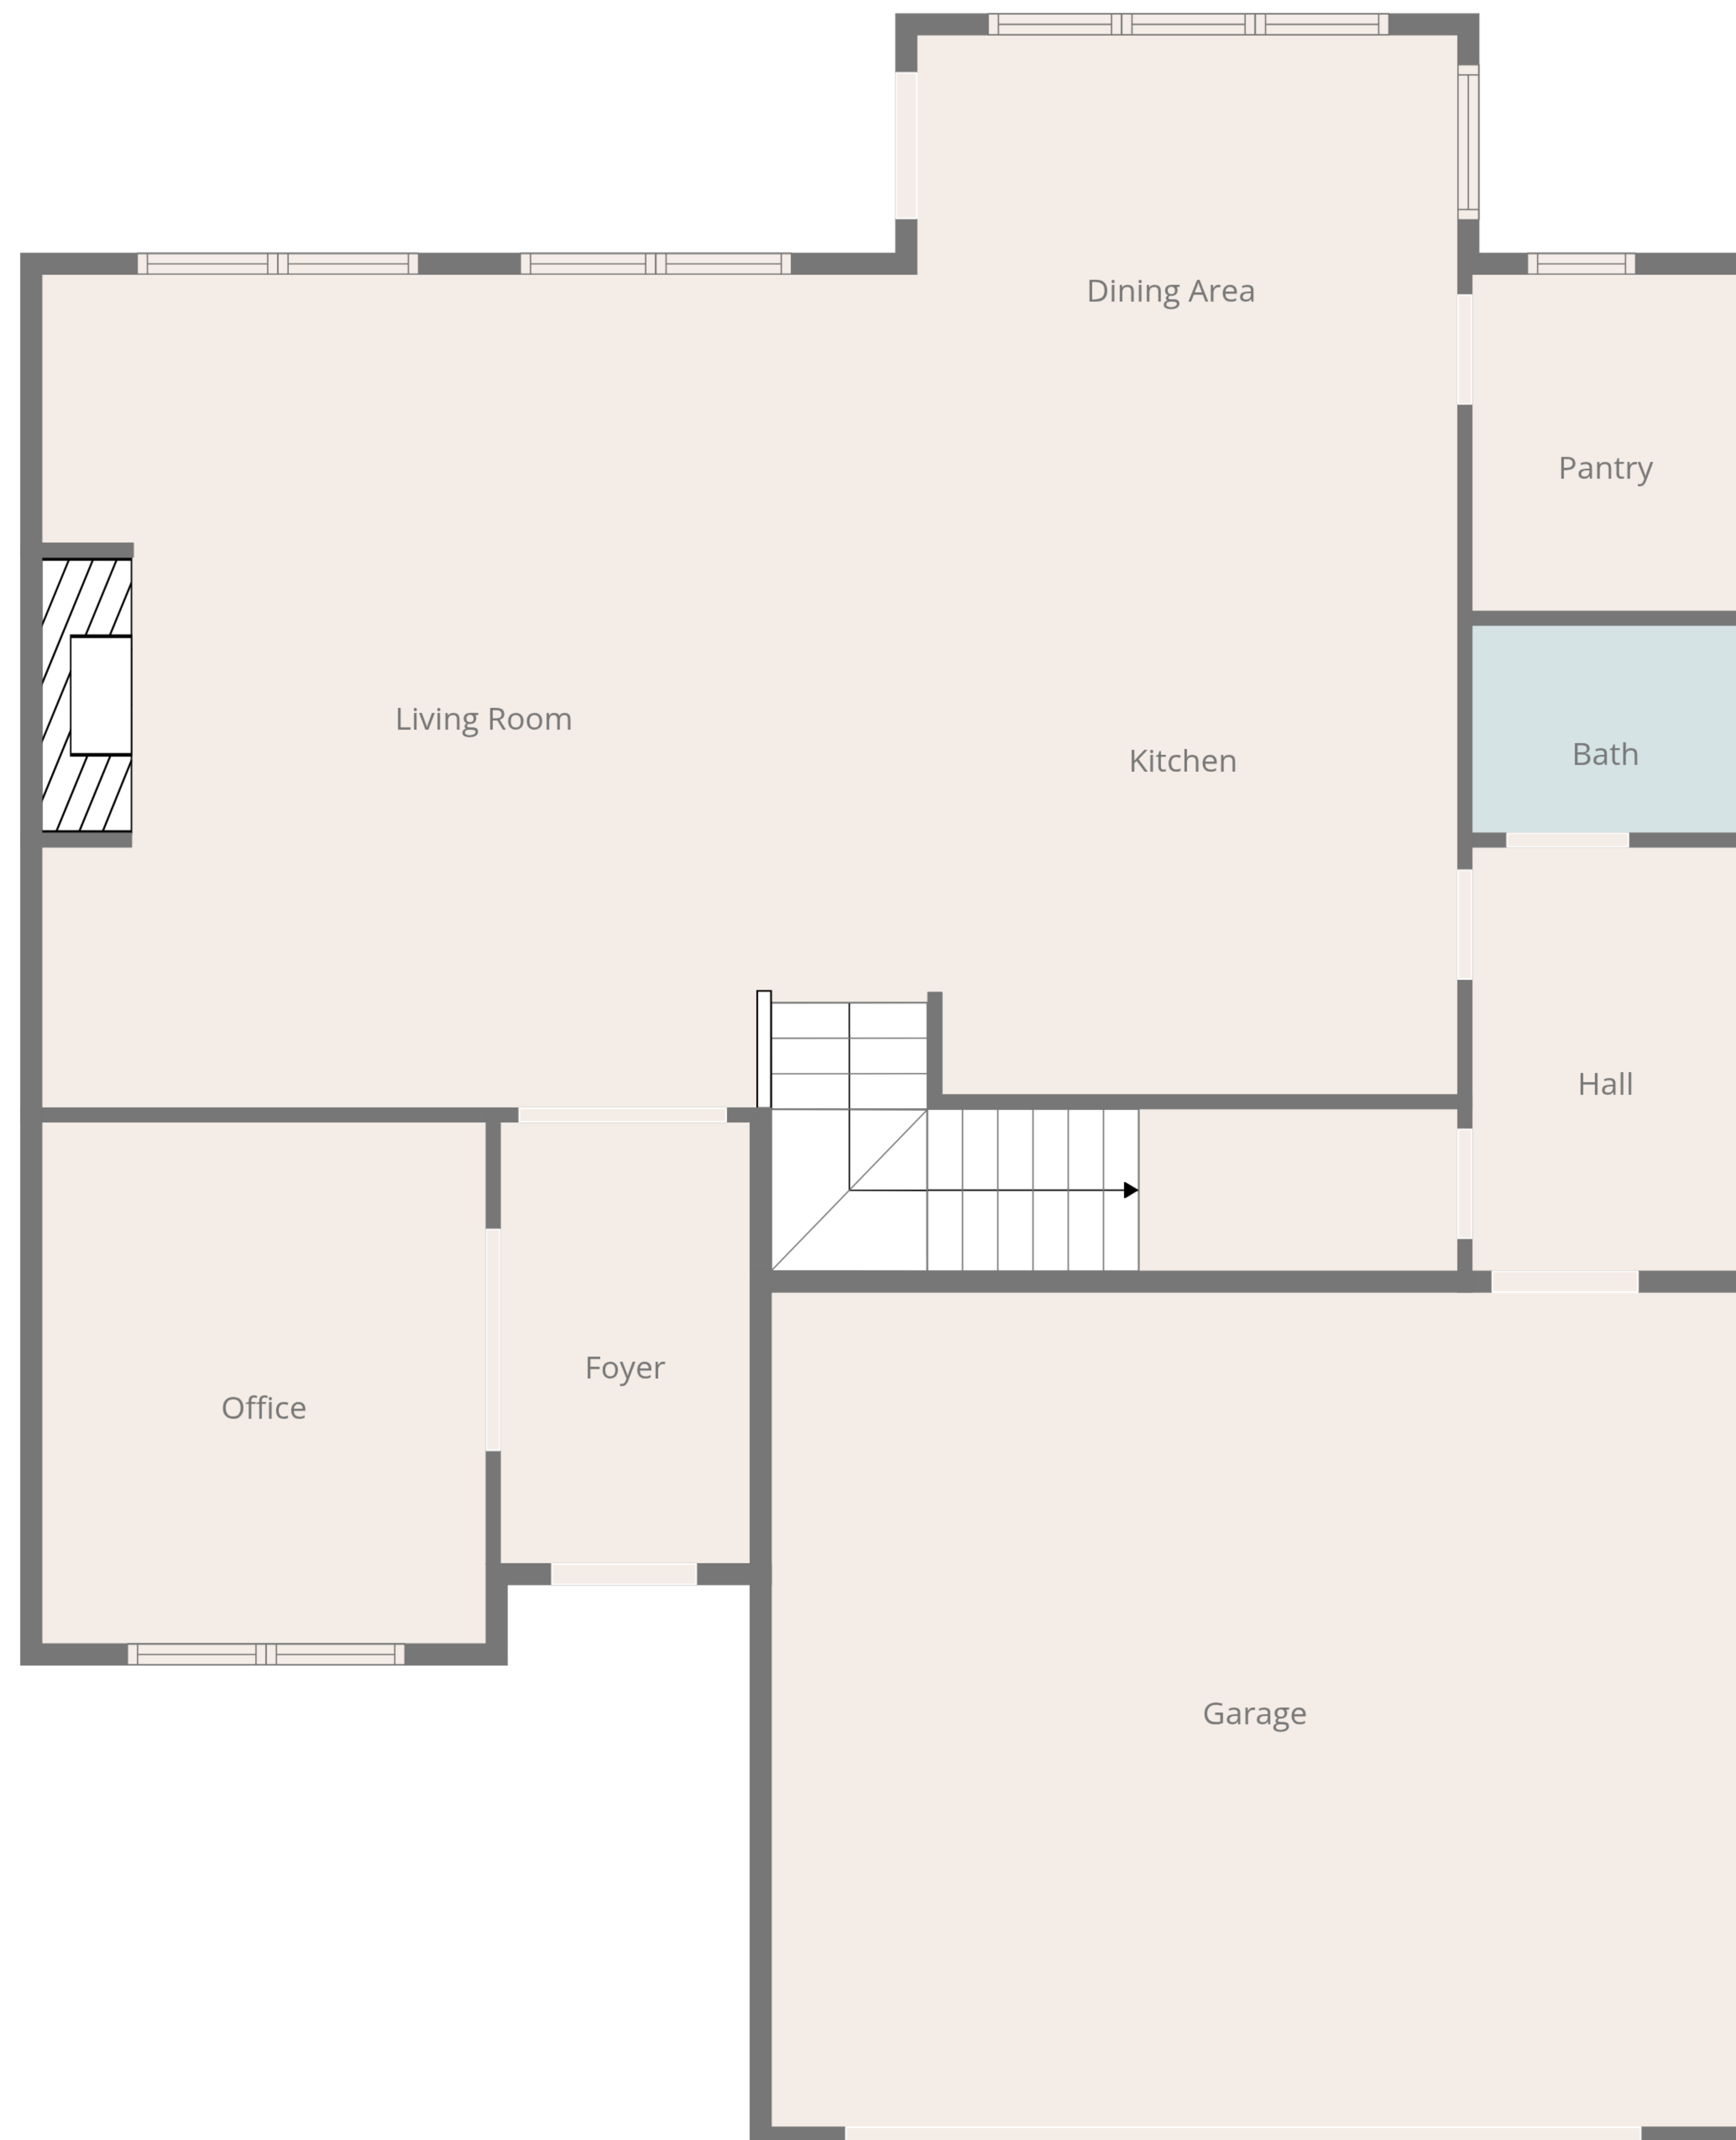 Dining Area
Pantry
Living Room
Kitchen
Bath
Hall
Foyer
Office
Garage